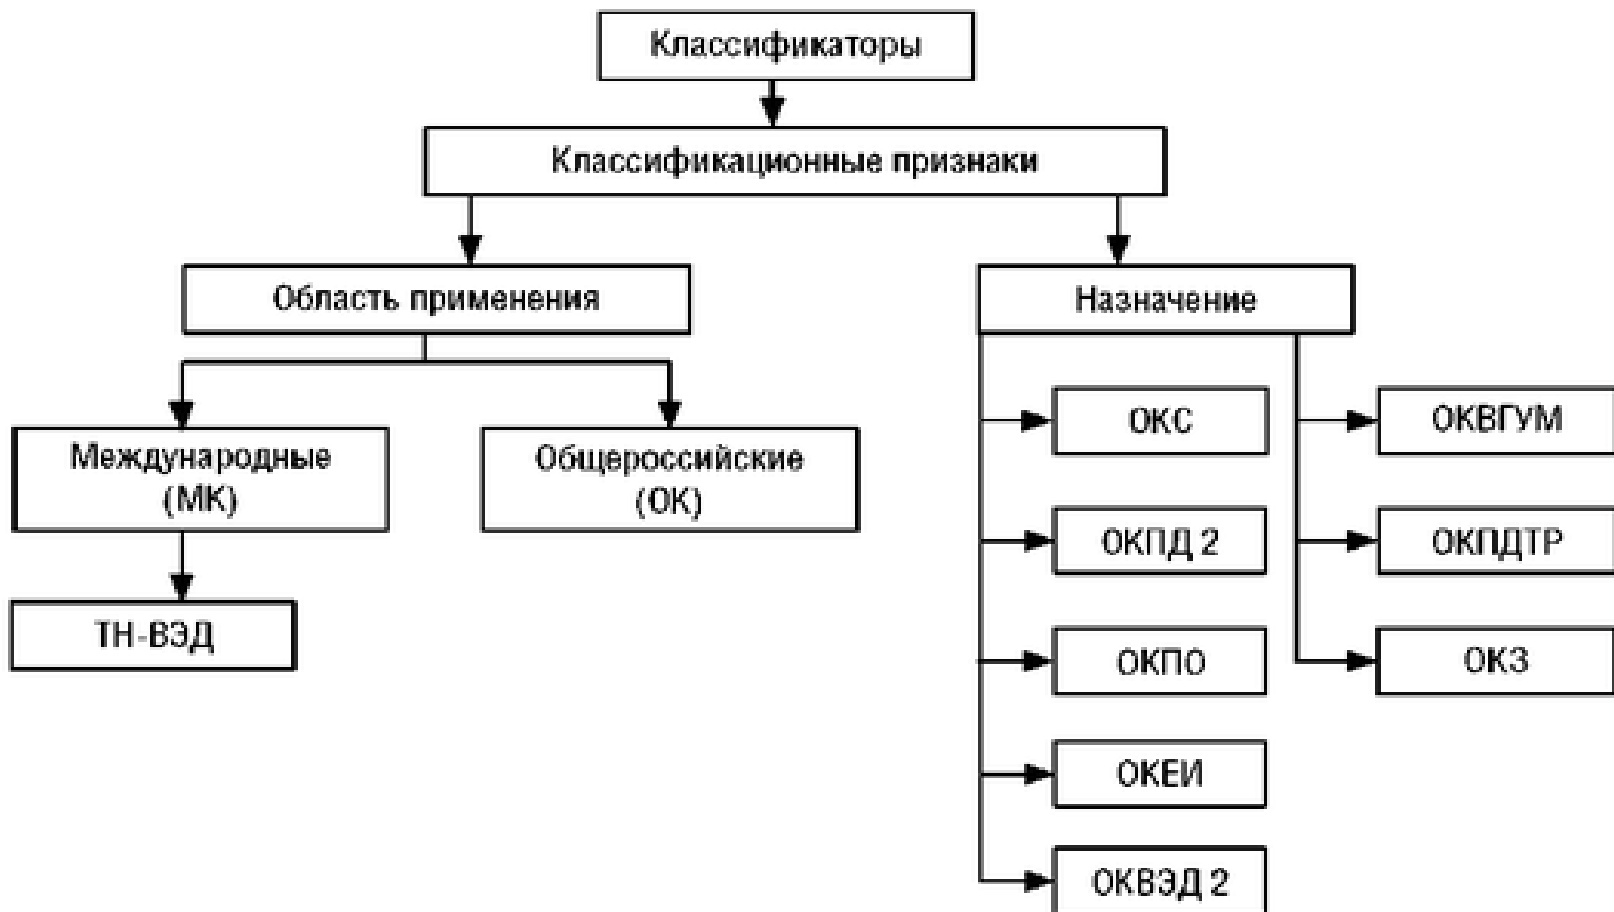 Классификаторы
Классификационные признаки
Область применения
Назначение
Международные
(МК)
Общероссийские
(ОК)
ТН-ВЭД
ОКС
ОКПД 2
ОКПО
ОКЕИ
ОКВЭД 2
ОКВГУМ
ОКПДТР
ОКЗ